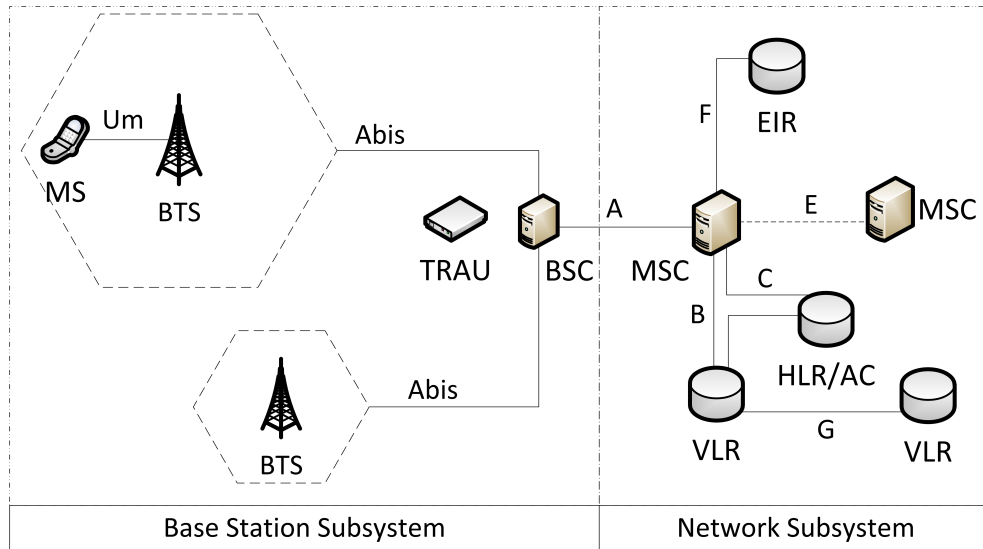 Um
MS
BTS
Abis
TRAU
BSC
Abis
BTS
A
F
EIR
MSC
E
MSC
C
B
HLR/AC
VLR
G
VLR
Base Station Subsystem
Network Subsystem